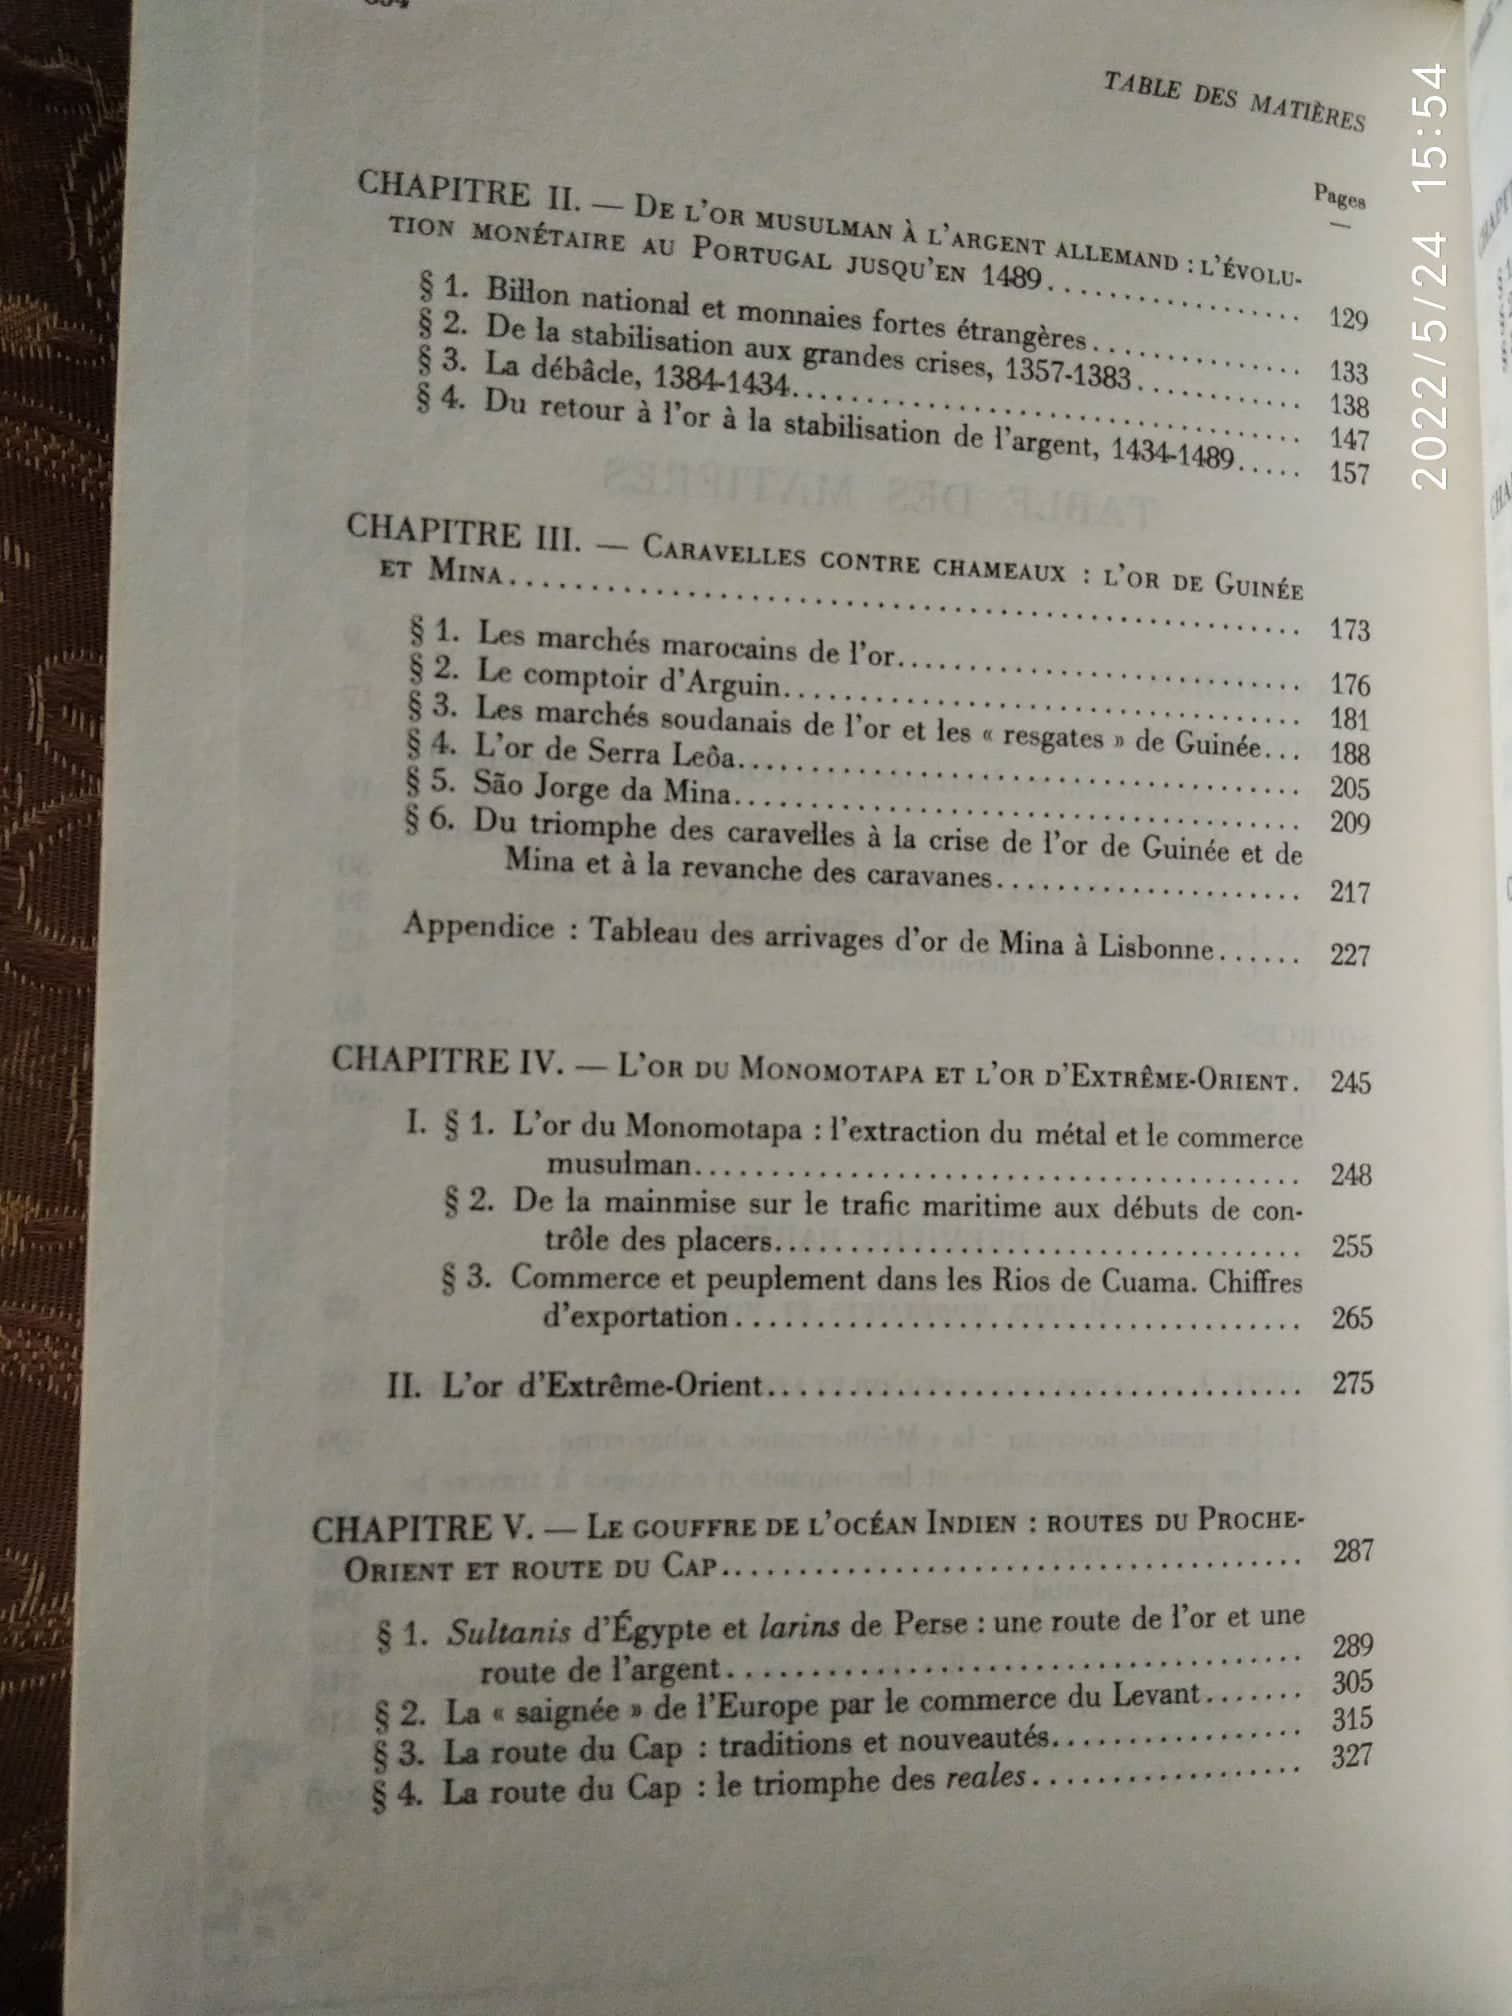 TABLE DES MATIÈRES
Pages
—
CHAPITRE II. — De l'or musulman à l'argent allemand : l'évolu-
tion monétaire au Portugal jusqu'en 1489.................... 129
§ 1. Billon national et monnaies fortes étrangères............... 133
§ 2. De la stabilisation aux grandes crises, 1357-1383............ 138
§ 3. La débâcle, 1384-1434.................................. 147
§ 4. Du retour à l'or à la stabilisation de l'argent, 1434-1489..... 157
CHAPITRE III. — Caravelles contre chameaux : l'or de Guinée
et Mina.................................................. 173
§ 1. Les marchés marocains de l'or........................... 176
§ 2. Le comptoir d'Arguin.................................. 181
§ 3. Les marchés soudanais de l'or et les « resgates » de Guinée... 188
§ 4. L'or de Serra Leôa..................................... 205
§ 5. São Jorge da Mina..................................... 209
§ 6. Du triomphe des caravelles à la crise de l'or de Guinée et de
Mina et à la revanche des caravanes..................... 217
Appendice : Tableau des arrivages d'or de Mina à Lisbonne...... 227
CHAPITRE IV. — L'or du Monomotapa et l'or d'Extrême-Orient. 245
I. § 1. L'or du Monomotapa : l'extraction du métal et le commerce
musulman........................................ 248
§ 2. De la mainmise sur le trafic maritime aux débuts de con-
trôle des placers.................................. 255
§ 3. Commerce et peuplement dans les Rios de Cuama. Chiffres
d'exportation..................................... 265
II. L'or d'Extrême-Orient.................................. 275
CHAPITRE V. — Le gouffre de l'océan Indien : routes du Proche-
Orient et route du Cap..................................... 287
§ 1. Sultanis d'Égypte et larins de Perse : une route de l'or et une
route de l'argent..................................... 289
§ 2. La « saignée » de l'Europe par le commerce du Levant....... 305
§ 3. La route du Cap : traditions et nouveautés................. 315
§ 4. La route du Cap : le triomphe des reales................... 327
2022/5/24 15:54